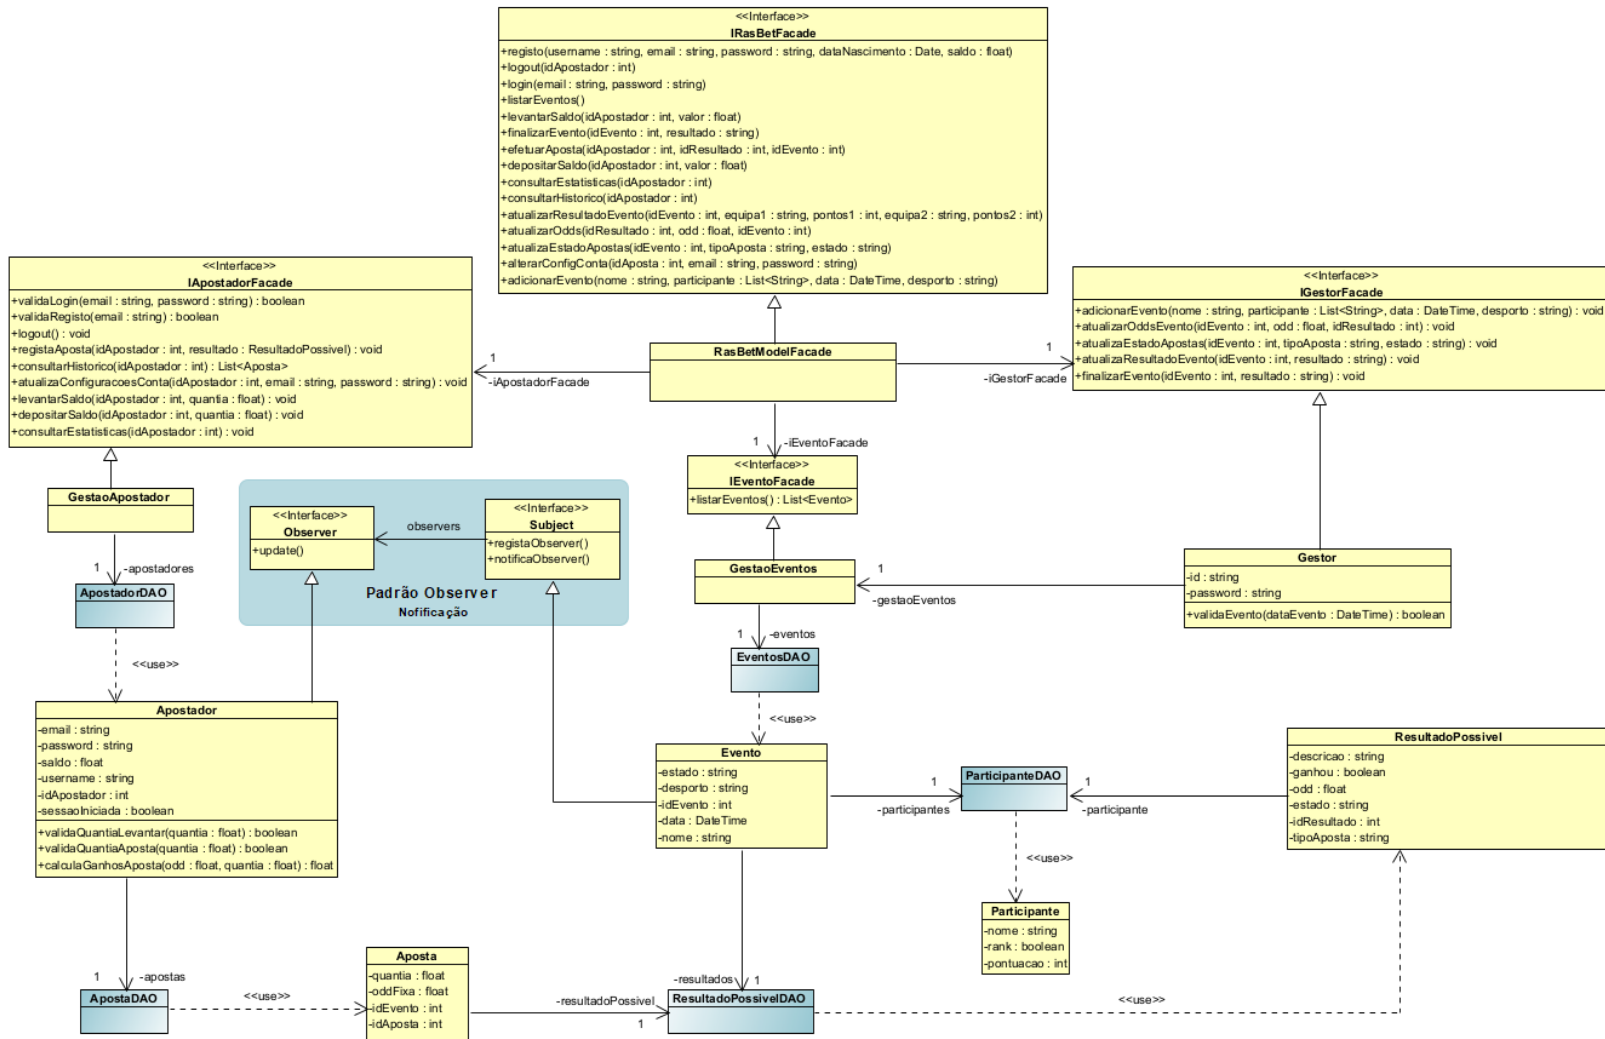 <<Interface>>
IRasBetFacade
+registo(username : string, email : string, password : string, dataNascimento : Date, saldo : float)
+logout(idApostador : int)
+login(email : string, password : string)
+listarEventos()
+levantarSaldo(idApostador : int, valor : float)
+finalizarEvento(idEvento : int, resultado : string)
+efetuarAposta(idApostador : int, idResultado : int, idEvento : int)
+depositarSaldo(idApostador : int, valor : float)
+consultarEstatisticas(idApostador : int)
+consultarHistorico(idApostador : int)
+atualizarResultadoEvento(idEvento : int, equipa1 : string, pontos1 : int, equipa2 : string, pontos2 : int)
+atualizarOdds(idResultado : int, odd : float, idEvento : int)
+atualizaEstadoApostas(idEvento : int, tipoAposta : string, estado : string)
+alterarConfigConta(idAposta : int, email : string, password : string)
+adicionarEvento(nome : string, participante : List<String>, data : DateTime, desporto : string)
<<Interface>>
IApostadorFacade
+validaLogin(email : string, password : string) : boolean
+validaRegisto(email : string) : boolean
+logout() : void
+registaAposta(idApostador : int, resultado : ResultadoPossivel) : void
+consultarHistorico(idApostador : int) : List<Aposta>
+atualizaConfiguracoesConta(idApostador : int, email : string, password : string) : void
+levantarSaldo(idApostador : int, quantia : float) : void
+depositarSaldo(idApostador : int, quantia : float) : void
+consultarEstatisticas(idApostador : int) : void
<<Interface>>
IGestorFacade
+adicionarEvento(nome : string, participante : List<String>, data : DateTime, desporto : string) : void
+atualizarOddsEvento(idEvento : int, odd : float, idResultado : int) : void
+atualizaEstadoApostas(idEvento : int, tipoAposta : string, estado : string) : void
+atualizaResultadoEvento(idEvento : int, resultado : string) : void
+finalizarEvento(idEvento : int, resultado : string) : void
RasBetModelFacade
1
-iApostadorFacade
1
-iGestorFacade
1
-iEventoFacade
<<Interface>>
IEventoFacade
+listarEventos() : List<Evento>
GestaoApostador
1
-apostadores
ApostadorDAO
<<use>>
<<Interface>>
Observer
+update()
observers
<<Interface>>
Subject
+registaObserver()
+notificaObserver()
Padrão Observer
Nofificação
GestaoEventos
1
-gestaoEventos
Gestor
-id : string
-password : string
+validaEvento(dataEvento : DateTime) : boolean
1
-eventos
EventosDAO
<<use>>
Apostador
-email : string
-password : string
-saldo : float
-username : string
-idApostador : int
-sessaoIniciada : boolean
+validaQuantiaLevantar(quantia : float) : boolean
+validaQuantiaAposta(quantia : float) : boolean
+calculaGanhosAposta(odd : float, quantia : float) : float
Evento
-estado : string
-desporto : string
-idEvento : int
-data : DateTime
-nome : string
1
-participantes
ParticipanteDAO
1
-participante
ResultadoPossivel
-descricao : string
-ganhou : boolean
-odd : float
-estado : string
-idResultado : int
-tipoAposta : string
<<use>>
Participante
-nome : string
-rank : boolean
-pontuacao : int
1
-apostas
ApostaDAO
<<use>>
Aposta
-quantia : float
-oddFixa : float
-idEvento : int
-idAposta : int
-resultadoPossivel
1
-resultados
1
ResultadoPossivelDAO
<<use>>